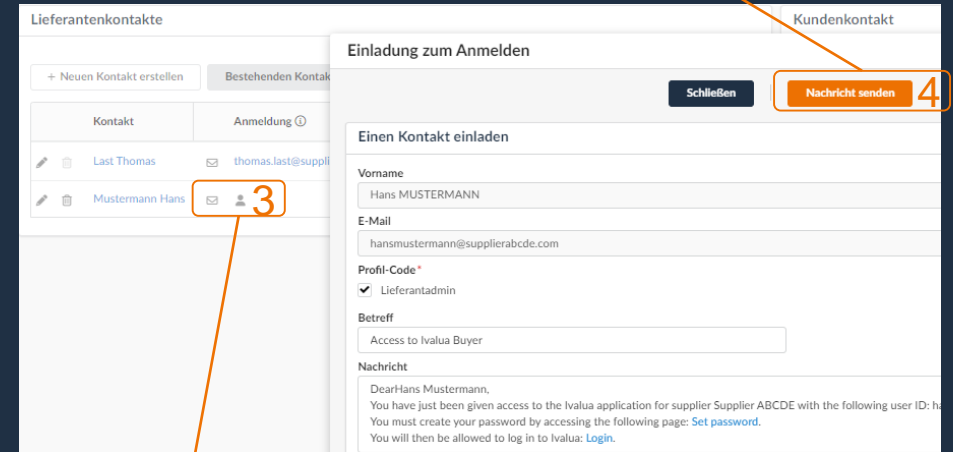 Lieferantenkontakte
+ Neuen Kontakt erstellen
Bestehenden Kontak
Kontakt
Anmeldung
Last Thomas
thomas.last@suppli
Mustermann Hans
3
Kundenkontakt
Einladung zum Anmelden
Schließen
Nachricht senden
4
Einen Kontakt einladen
Vorname
Hans MUSTERMANN
E-Mail
hansmustermann@supplierabcde.com
Profil-Code*
Lieferantadmin
Betreff
Access to Ivalua Buyer
Nachricht
DearHans Mustermann,
You have just been given access to the Ivalua application for supplier Supplier ABCDE with the following user ID: ha
You must create your password by accessing the following page: Set password.
You will then be allowed to log in to Ivalua: Login.